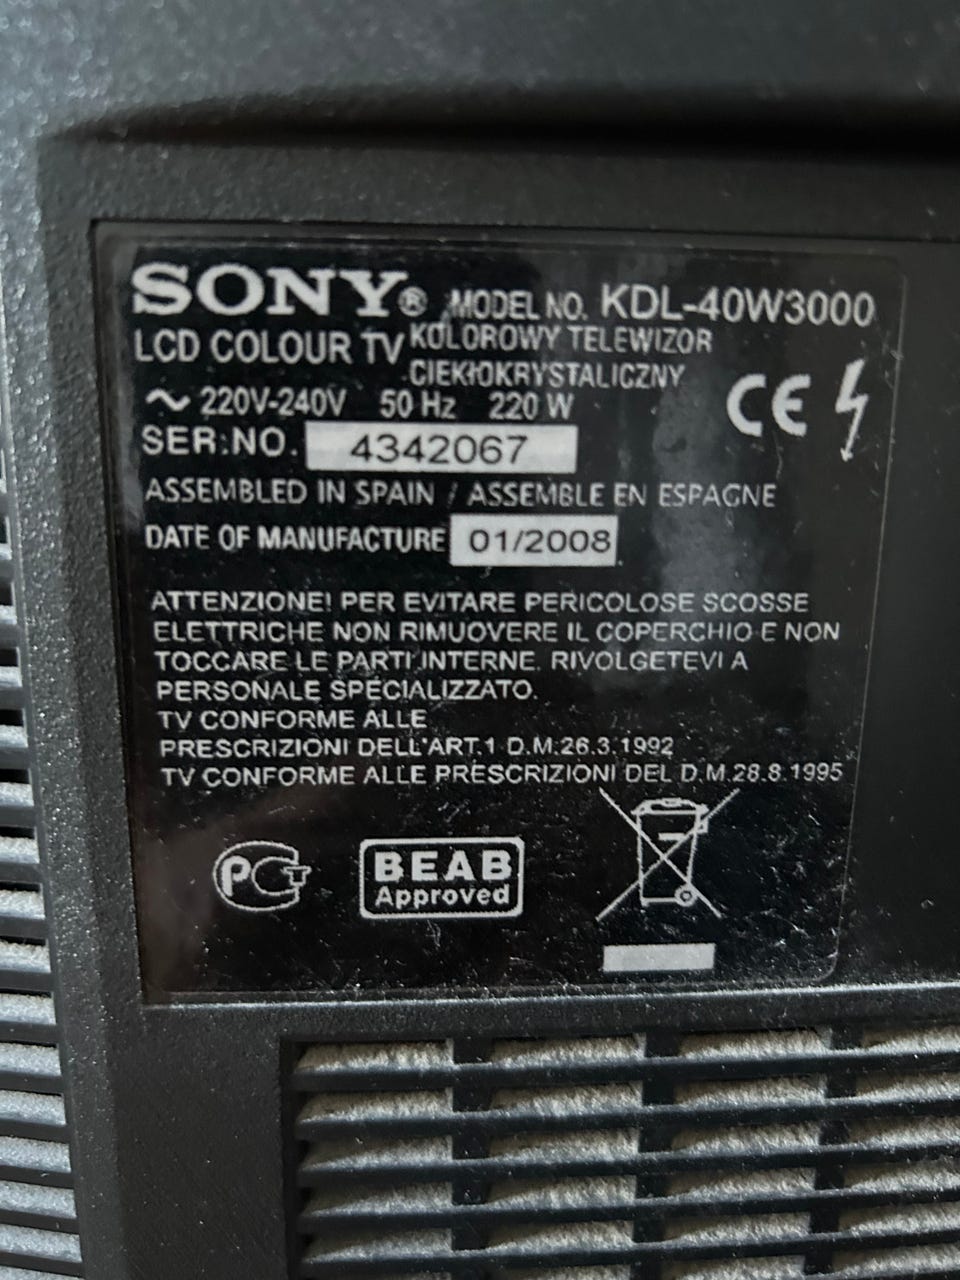 SONY® MODEL NO. KDL-40W3000
LCD COLOUR TV KOLOROWY TELEWIZOR
CIEKŁOKRYSTALICZNY
~ 220V-240V 50 Hz 220 W
CE
SER.NO. 4342067
ASSEMBLED IN SPAIN / ASSEMBLE EN ESPAGNE
DATE OF MANUFACTURE 01/2008
ATTENZIONE! PER EVITARE PERICOLOSE SCOSSE
ELETTRICHE NON RIMUOVERE IL COPERCHIO E NON
TOCCARE LE PARTI INTERNE. RIVOLGETEVI A
PERSONALE SPECIALIZZATO.
TV CONFORME ALLE
PRESCRIZIONI DELL'ART.1 D.M.26.3.1992
TV CONFORME ALLE PRESCRIZIONI DEL D.M.28.8.1995
PCT
BEAB
Approved